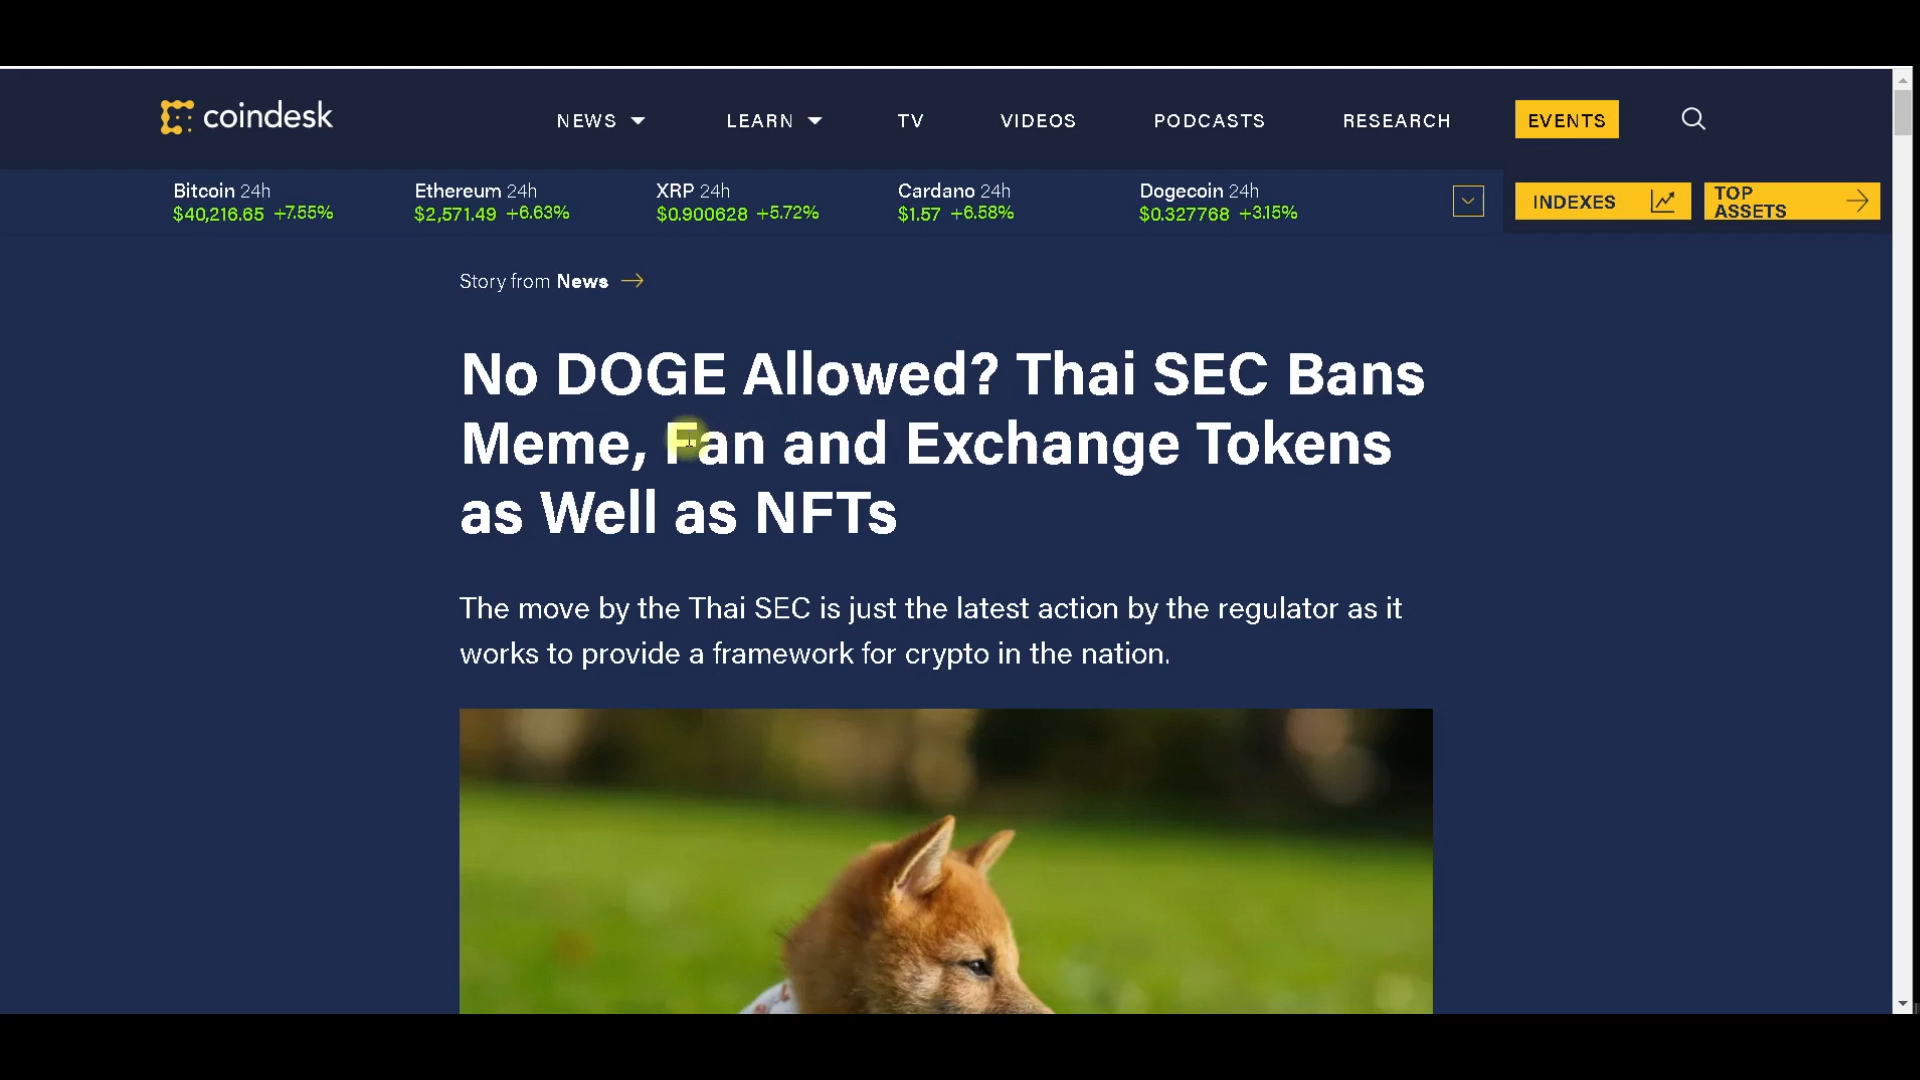 coindesk
NEWS LEARN TV VIDEOS PODCASTS RESEARCH EVENTS
Bitcoin 24h
$40,216.65 +7.55%
Ethereum 24h
$2,571.49 +6.63%
XRP 24h
$0.900628 +5.72%
Cardano 24h
$1.57 +6.58%
Dogecoin 24h
$0.327768 +3.15%
INDEXES
TOP
ASSETS
Story from News
No DOGE Allowed? Thai SEC Bans
Meme, Fan and Exchange Tokens
as Well as NFTs
The move by the Thai SEC is just the latest action by the regulator as it
works to provide a framework for crypto in the nation.